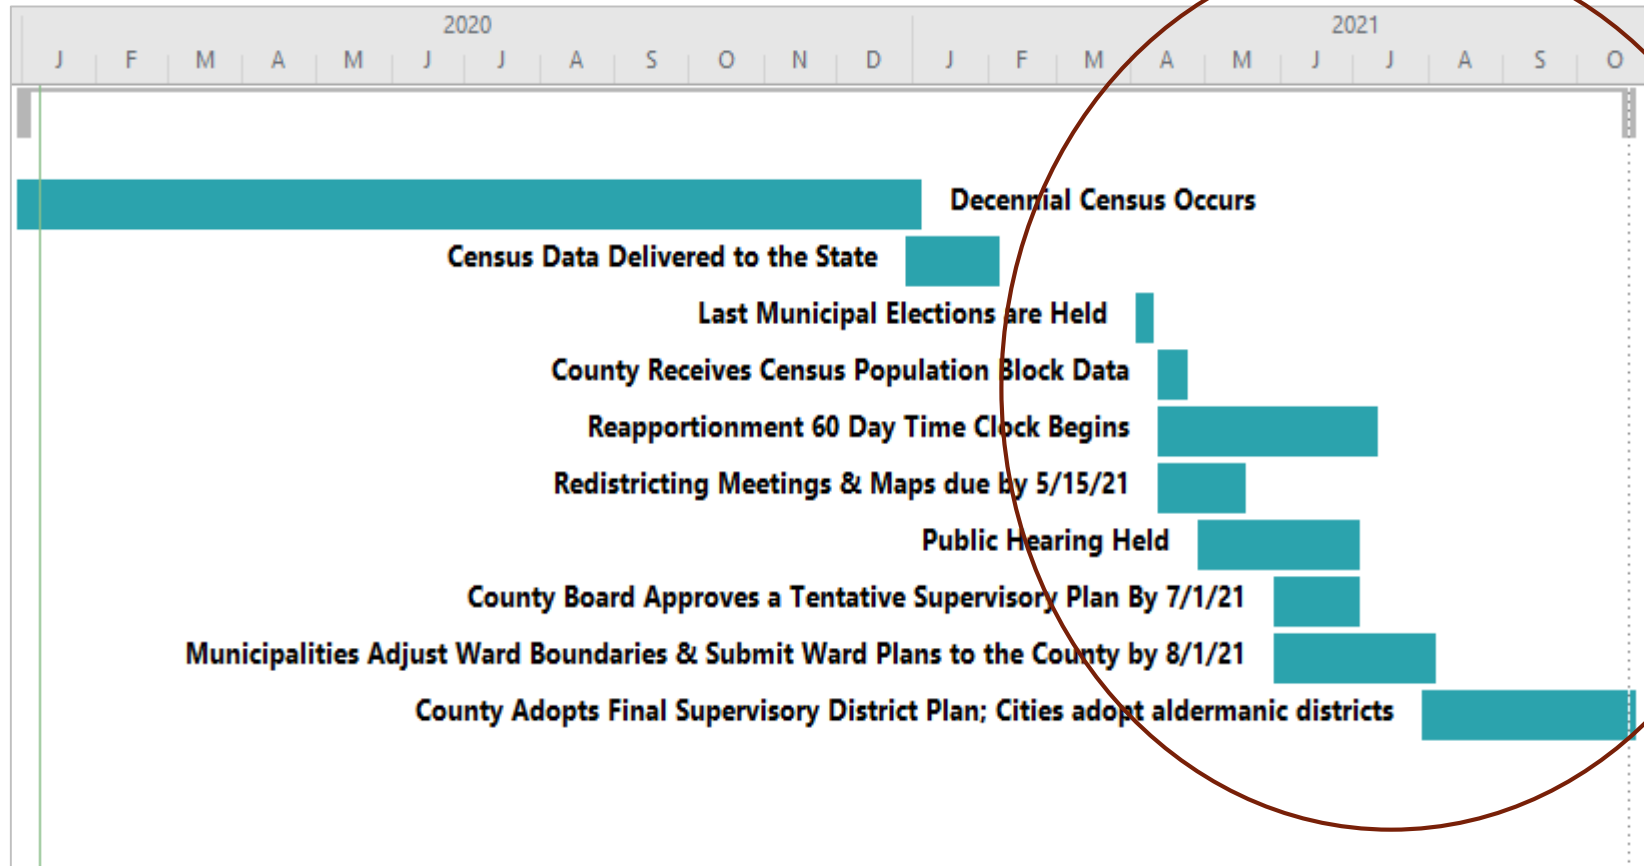 2020 2021
J F M A M J J A S O N D J F M A M J J A S O
Decennial Census Occurs
Census Data Delivered to the State
Last Municipal Elections are Held
County Receives Census Population Block Data
Reapportionment 60 Day Time Clock Begins
Redistricting Meetings & Maps due by 5/15/21
Public Hearing Held
County Board Approves a Tentative Supervisory Plan By 7/1/21
Municipalities Adjust Ward Boundaries & Submit Ward Plans to the County by 8/1/21
County Adopts Final Supervisory District Plan; Cities adopt aldermanic districts